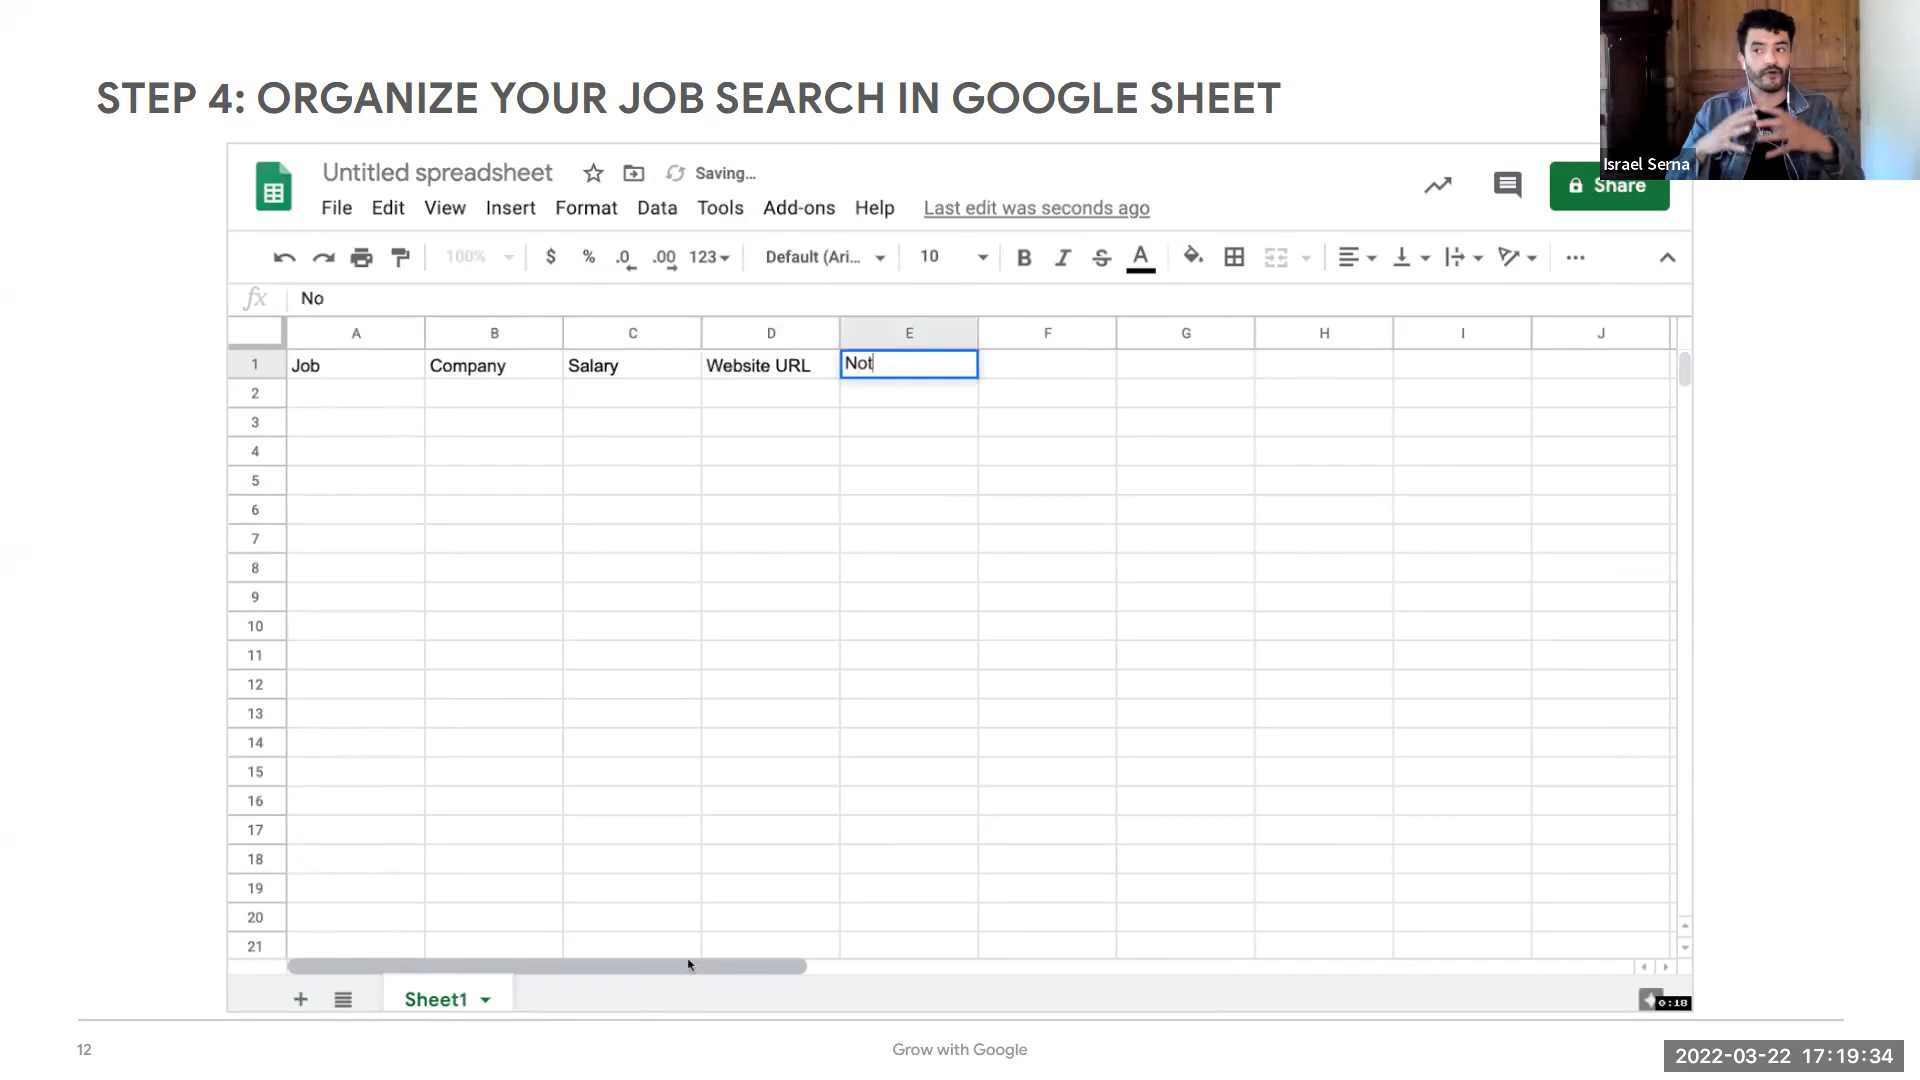 STEP 4: ORGANIZE YOUR JOB SEARCH IN GOOGLE SHEET
Israel Serna
Untitled spreadsheet Saving...
Share
File Edit View Insert Format Data Tools Add-ons Help Last edit was seconds ago
100% $ % .0 .00 123 Default (Ari... 10 B I S A
fx No
A B C D E F G H I J
1 Job Company Salary Website URL Not
2
3
4
5
6
7
8
9
10
11
12
13
14
15
16
17
18
19
20
21
+ Sheet1
0:18
12 Grow with Google
2022-03-22 17:19:34